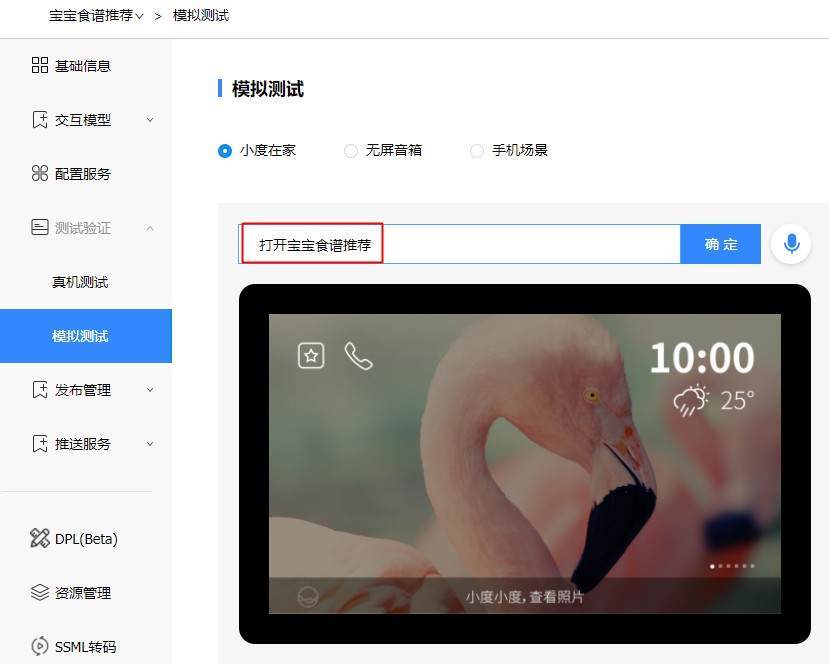 宝宝食谱推荐 > 模拟测试
基础信息
交互模型
配置服务
测试验证
真机测试
模拟测试
发布管理
推送服务
DPL(Beta)
资源管理
SSML转码
模拟测试
小度在家 无屏音箱 手机场景
打开宝宝食谱推荐 确定
10:00
25°
小度小度,查看照片